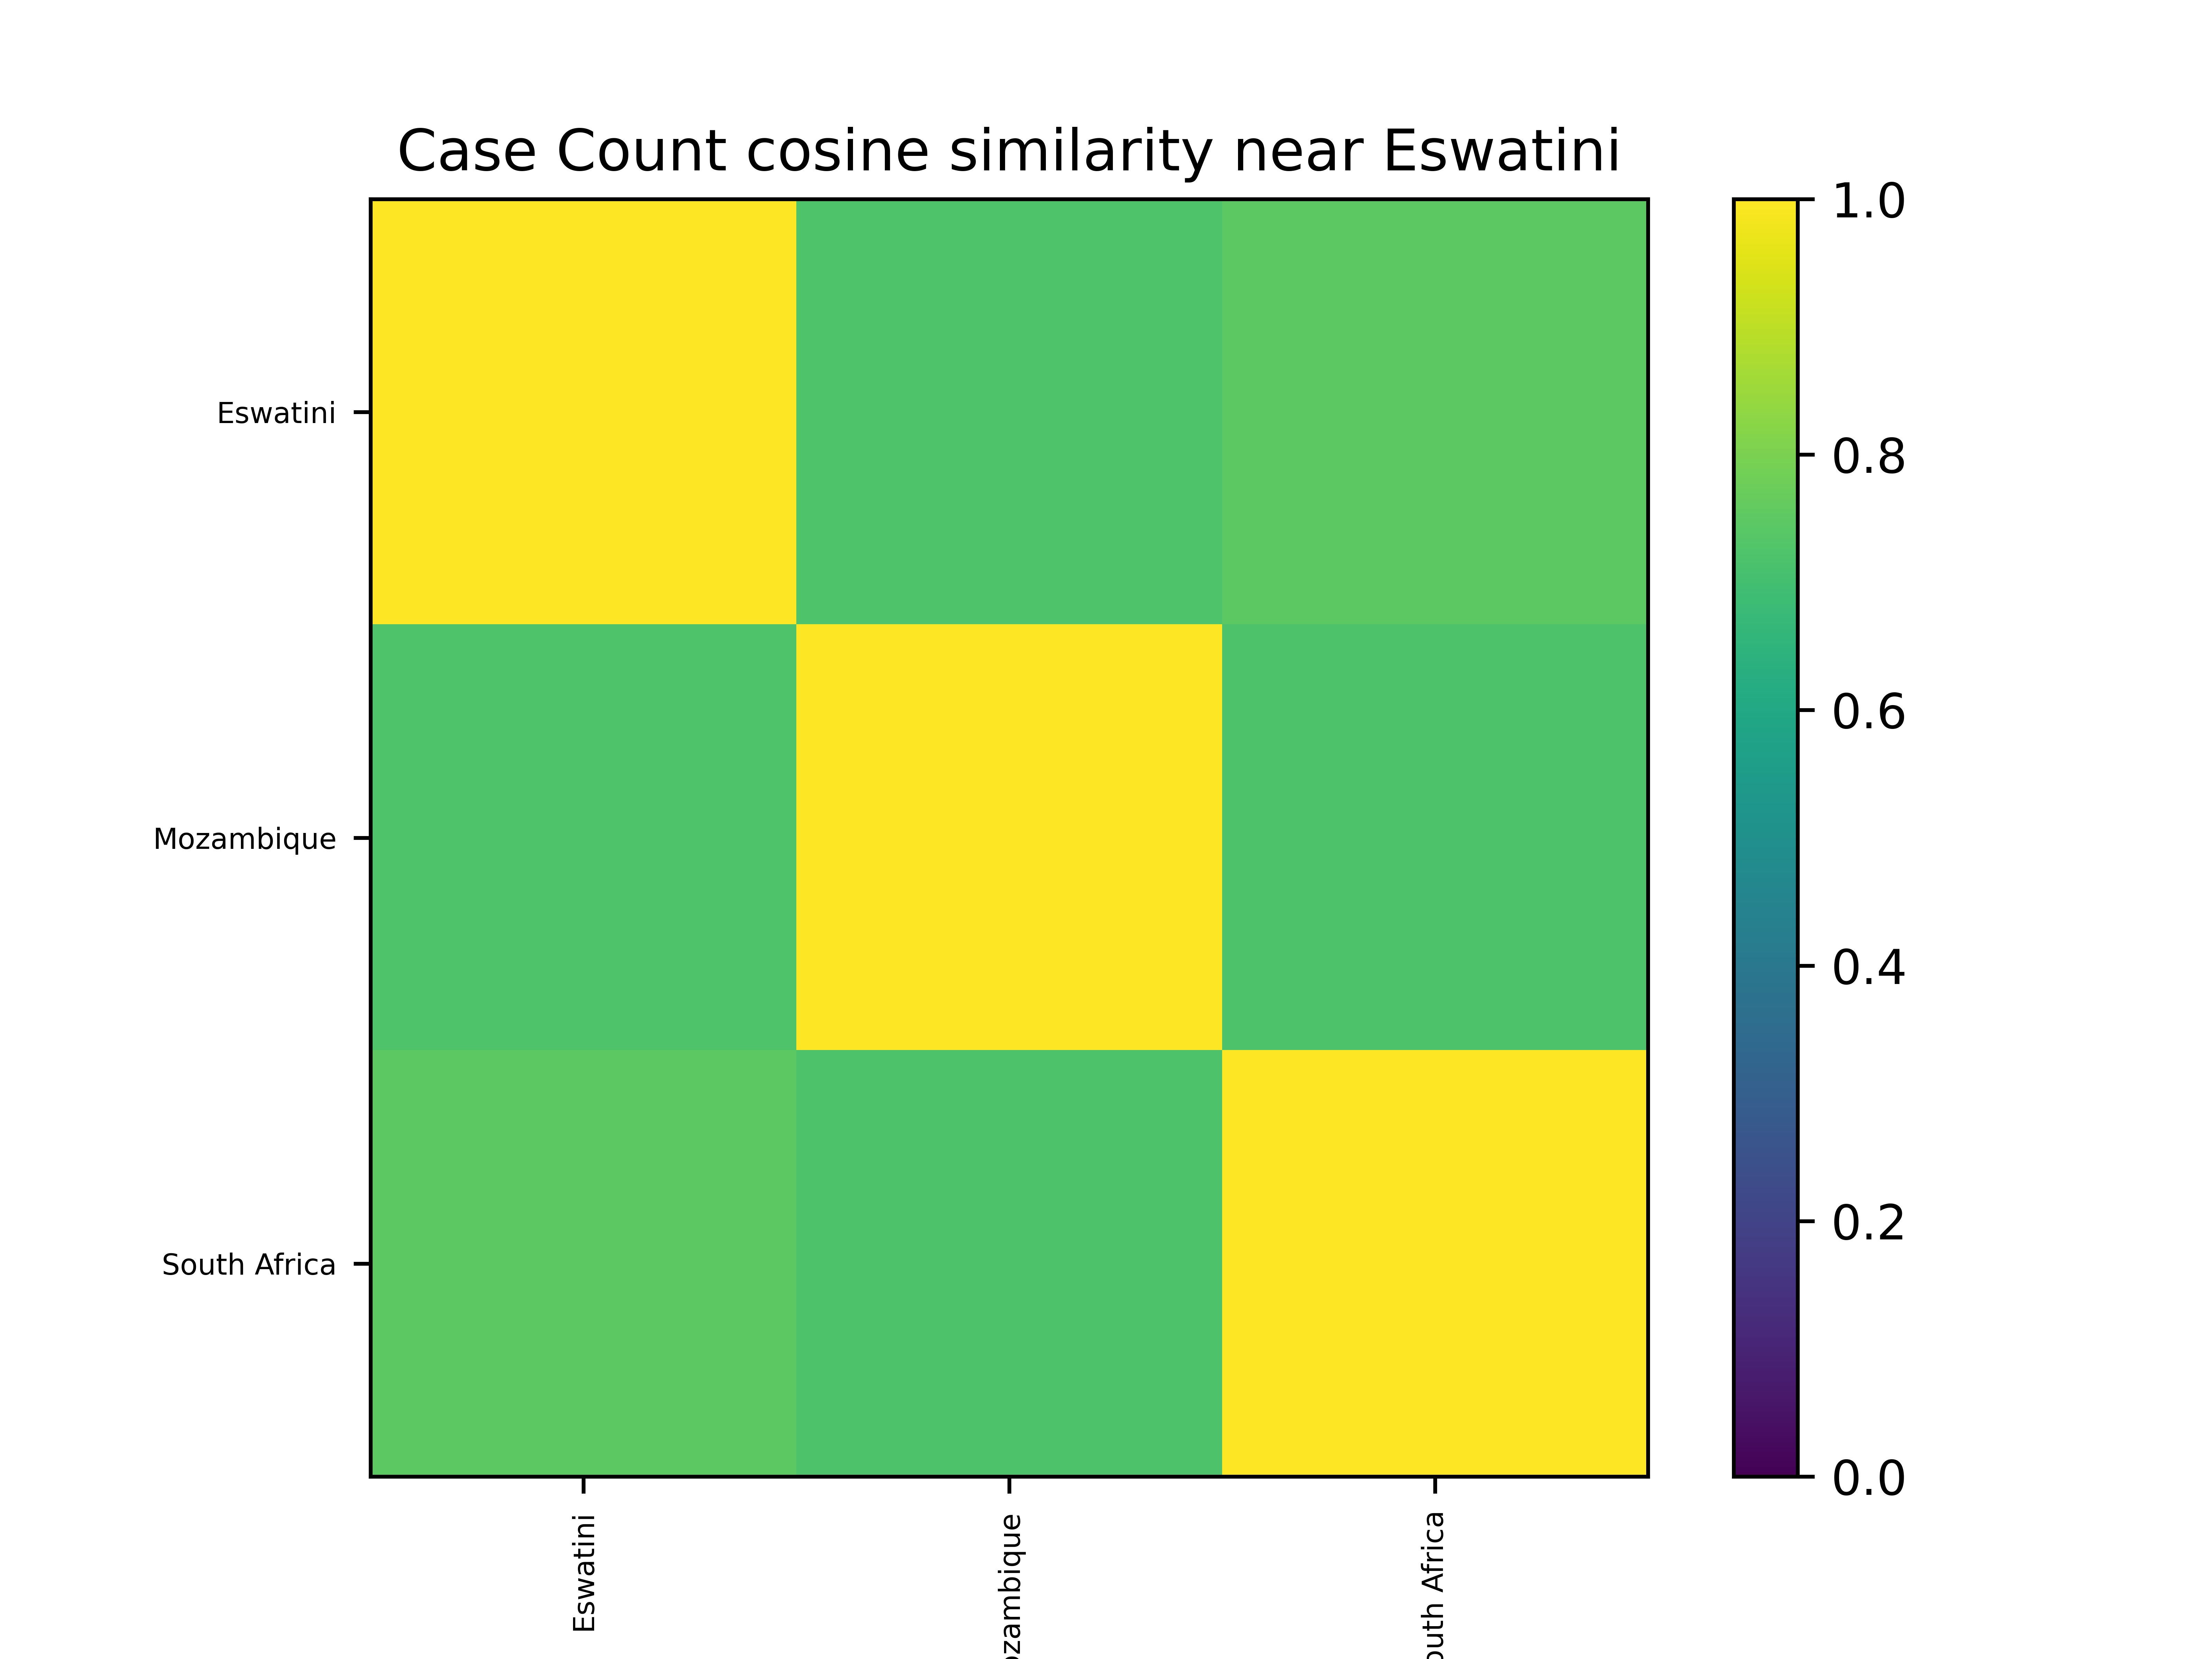 Case Count cosine similarity near Eswatini
Eswatini
Mozambique
South Africa
1.0
0.8
0.6
0.4
0.2
0.0
Eswatini
ozambique
outh Africa